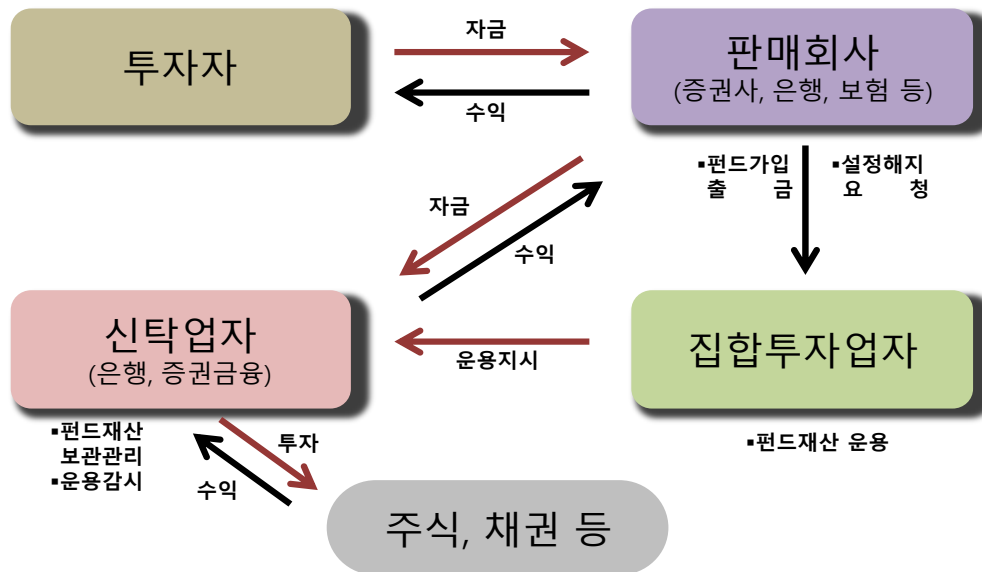 투자자
자금
수익
판매회사
(증권사, 은행, 보험 등)
▪펀드가입
출 금
▪설정해지
요 청
자금
수익
신탁업자
(은행, 증권금융)
운용지시
집합투자업자
▪펀드재산
보관관리
▪운용감시
투자
수익
▪펀드재산 운용
주식, 채권 등